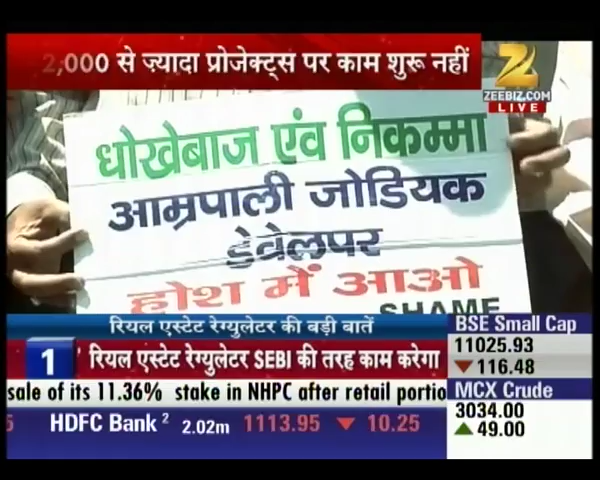 2,000 से ज़्यादा प्रोजेक्ट्स पर काम शुरू नहीं
ZEEBIZ.COM
LIVE
धोखेबाज एंव निकम्मा
आम्रपाली जोडियक
डेवेलपर
होश में आओ
SHAME
रियल एस्टेट रेग्युलेटर की बड़ी बातें
1 ' रियल एस्टेट रेग्युलेटर SEBI की तरह काम करेगा
BSE Small Cap
11025.93
▼ 116.48
MCX Crude
3034.00
▲ 49.00
sale of its 11.36% stake in NHPC after retail portio
5 HDFC Bank 2 2.02m 1113.95 ▼ 10.25